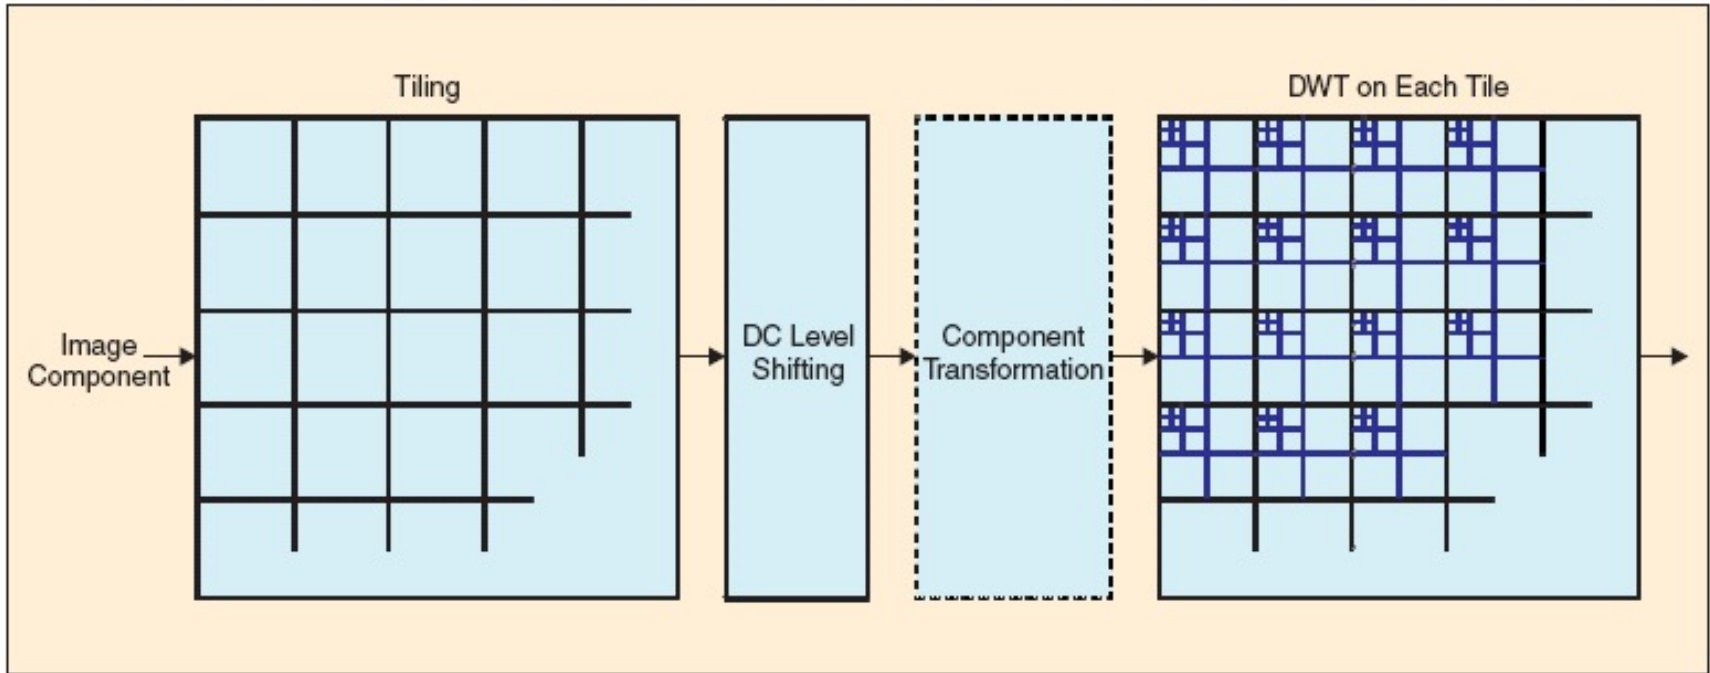 Tiling
DWT on Each Tile
Image
Component
DC Level
Shifting
Component
Transformation